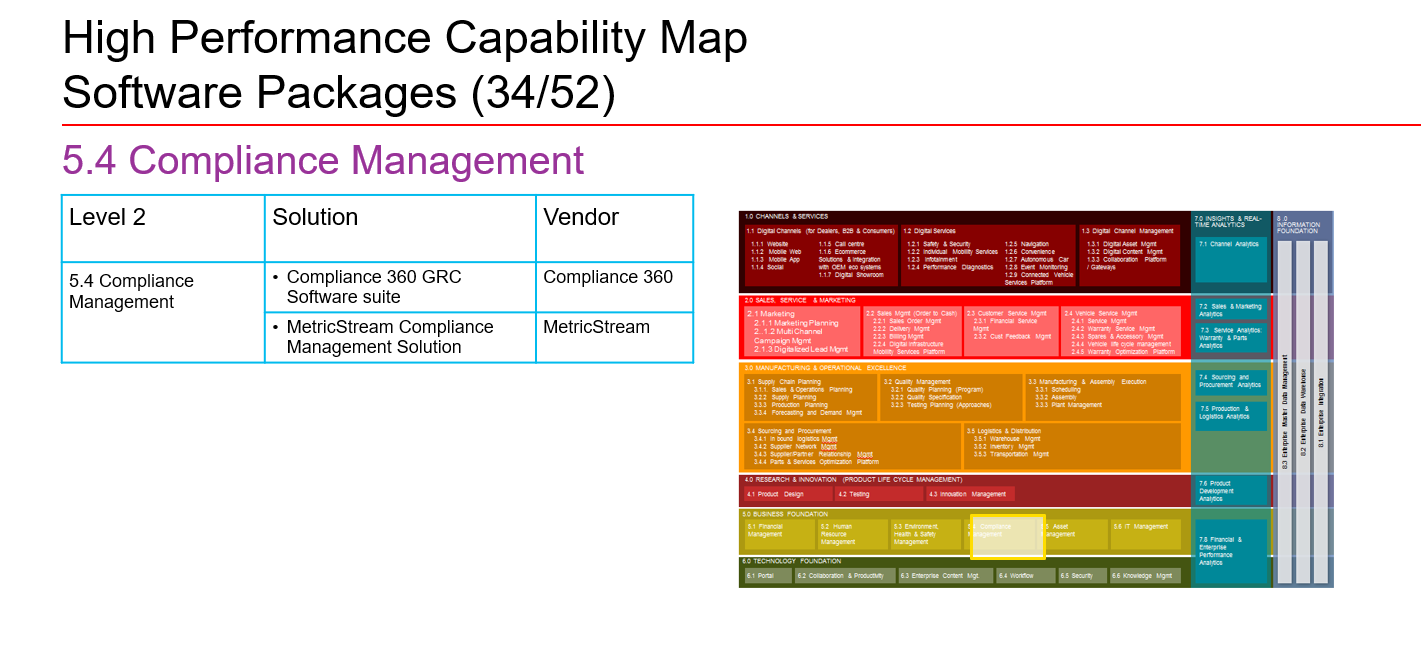 High Performance Capability Map
Software Packages (34/52)
5.4 Compliance Management
Level 2
Solution
Vendor
5.4 Compliance
Management
• Compliance 360 GRC
Software suite
Compliance 360
• MetricStream Compliance
Management Solution
MetricStream
1.0 CHANNELS & SERVICES
1.1 Digital Channels (for Dealers, B2B & Consumers)
1.1.1 Website
1.1.2 Mobile Web
1.1.3 Mobile App
1.1.4 Social
1.1.5 Call centre
1.1.6 Ecommerce
Solutions & Integration
with OEM eco systems
1.1.7 Digital Showroom
1.2 Digital Services
1.2.1 Safety & Security
1.2.2 Individual Mobility Services
1.2.3 Infotainment
1.2.4 Performance Diagnostics
1.2.5 Navigation
1.2.6 Convenience
1.2.7 Autonomous Car
1.2.8 Event Monitoring
1.2.9 Connected Vehicle
Services Platform
1.3 Digital Channel Management
1.3.1 Digital Asset Mgmt
1.3.2 Digital Content Mgmt
1.3.3 Collaboration Platform
/ Gateways
2.0 SALES, SERVICE & MARKETING
2.1 Marketing
2.1.1 Marketing Planning
2. 1.2 Multi Channel
Campaign Mgmt
2.1.3 Digitalized Lead Mgmt
2.2 Sales Mgmt (Order to Cash)
2.2.1 Sales Order Mgmt
2.2.2 Delivery Mgmt
2.2.3 Billing Mgmt
2.2.4 Digital Infrastructure
Mobility Services Platform
2.3 Customer Service Mgmt
2.3.1 Financial Service
Mgmt
2.3.2 Cust Feedback Mgmt
2.4 Vehicle Service Mgmt
2.4.1 Service Mgmt
2.4.2 Warranty Service Mgmt
2.4.3 Spares & Accessory Mgmt
2.4.4 Vehicle life cycle management
2.4.5 Warranty Optimization Platform
3.0 MANUFACTURING & OPERATIONAL EXCELLENCE
3.1 Supply Chain Planning
3.1.1. Sales & Operations Planning
3.2.2 Supply Planning
3.3.3 Production Planning
3.3.4 Forecasting and Demand Mgmt
3.2 Quality Management
3.2.1 Quality Planning (Program)
3.2.2 Quality Specification
3.2.3 Testing Planning (Approaches)
3.3 Manufacturing & Assembly Execution
3.3.1 Scheduling
3.3.2 Assembly
3.3.3 Plant Management
3.4 Sourcing and Procurement
3.4.1 In bound logistics Mgmt
3.4.2 Supplier Network Mgmt
3.4.3 Supplier/Partner Relationship Mgmt
3.4.4 Parts & Services Optimization Platform
3.5 Logistics & Distribution
3.5.1 Warehouse Mgmt
3.5.2 Inventory Mgmt
3.5.3 Transportation Mgmt
4.0 RESEARCH & INNOVATION (PRODUCT LIFE CYCLE MANAGEMENT)
4.1 Product Design
4.2 Testing
4.3 Innovation Management
5.0 BUSINESS FOUNDATION
5.1 Financial
Management
5.2 Human
Resource
Management
5.3 Environment,
Health & Safety
Management
Compliance
Asset
5.6 IT Management
6.0 TECHNOLOGY FOUNDATION
6.1 Portal
6.2 Collaboration & Productivity
6.3 Enterprise Content Mgt.
6.4 Workflow
6.5 Security
6.6 Knowledge Mgmt
7.0 INSIGHTS & REAL-
TIME ANALYTICS
7.1 Channel Analytics
7.2 Sales & Marketing
Analytics
7.3 Service Analytics:
Warranty & Parts
Analytics
7.4 Sourcing and
Procurement Analytics
7.5 Production &
Logistics Analytics
7.6 Product
Development
Analytics
7.8 Financial &
Enterprise
Performance
Analytics
8 .0
INFORMATION
FOUNDATION
8.3 Enterprise Master Data Management
8.2 Enterprise Data Warehouse
8.1 Enterprise Integration